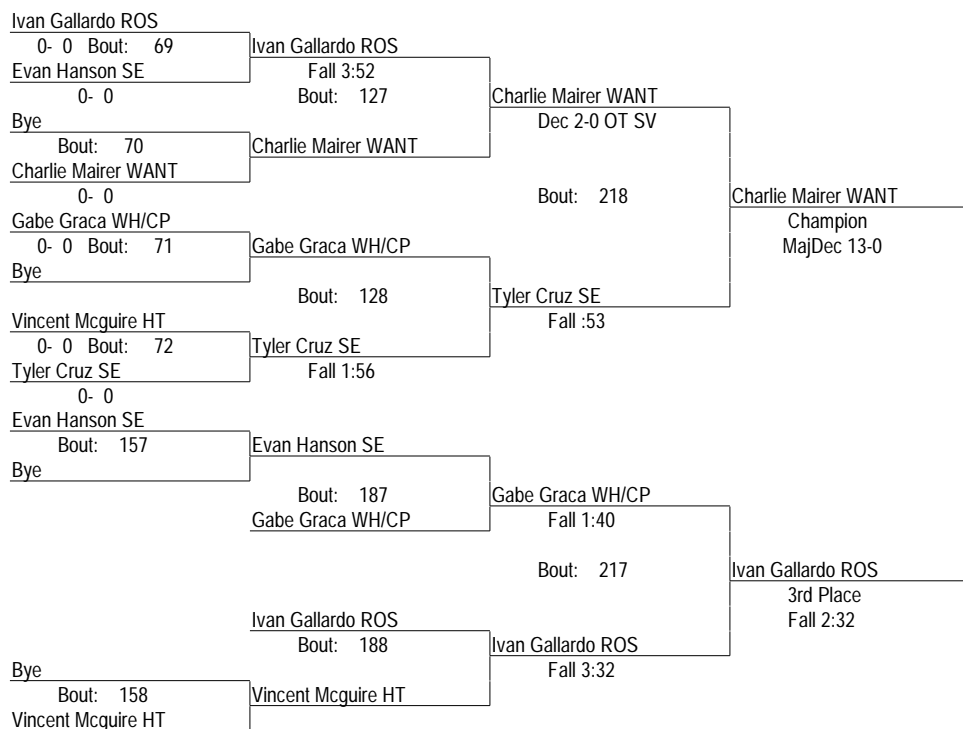 Ivan Gallardo ROS
0- 0 Bout: 69 Ivan Gallardo ROS
Evan Hanson SE Fall 3:52
0- 0 Bout: 127 Charlie Mairer WANT
Bye Dec 2-0 OT SV
Bout: 70 Charlie Mairer WANT
Charlie Mairer WANT
0- 0 Bout: 218 Charlie Mairer WANT
Gabe Graca WH/CP Champion
0- 0 Bout: 71 Gabe Graca WH/CP MajDec 13-0
Bye
Bout: 128 Tyler Cruz SE
Vincent Mcguire HT Fall :53
0- 0 Bout: 72 Tyler Cruz SE
Tyler Cruz SE Fall 1:56
0- 0
Evan Hanson SE
Bout: 157 Evan Hanson SE
Bye
Bout: 187 Gabe Graca WH/CP
Gabe Graca WH/CP Fall 1:40
Bout: 217 Ivan Gallardo ROS
3rd Place
Ivan Gallardo ROS Fall 2:32
Bout: 188 Ivan Gallardo ROS
Bye Fall 3:32
Bout: 158 Vincent Mcguire HT
Vincent Mcguire HT